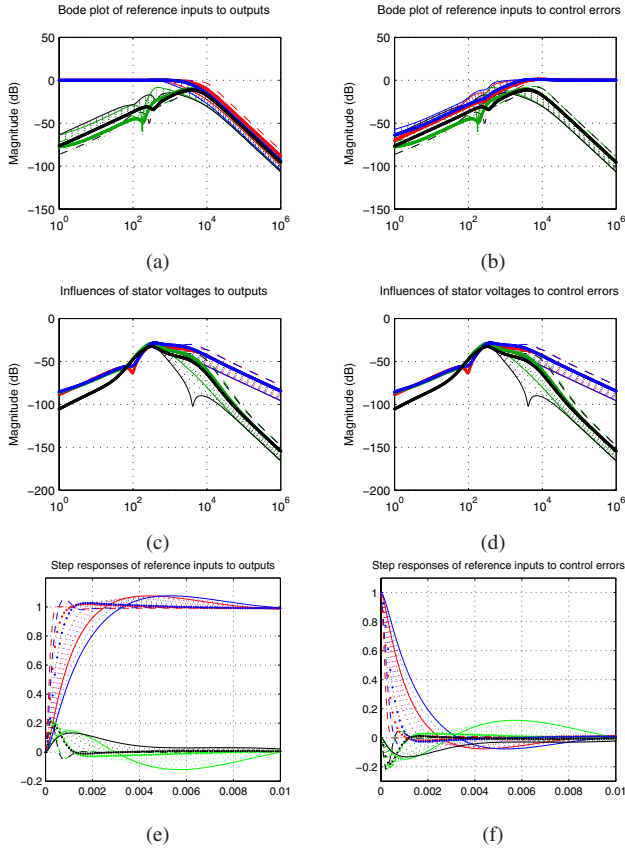 Bode plot of reference inputs to outputs
50
0
−50
−100
−150
Magnitude (dB)
10^0 10^2 10^4 10^6
(a)
Bode plot of reference inputs to control errors
50
0
−50
−100
−150
Magnitude (dB)
10^0 10^2 10^4 10^6
(b)
Influences of stator voltages to outputs
0
−50
−100
−150
−200
Magnitude (dB)
10^0 10^2 10^4 10^6
(c)
Influences of stator voltages to control errors
0
−50
−100
−150
−200
Magnitude (dB)
10^0 10^2 10^4 10^6
(d)
Step responses of reference inputs to outputs
1
0.8
0.6
0.4
0.2
0
−0.2
0 0.002 0.004 0.006 0.008 0.01
(e)
Step responses of reference inputs to control errors
1
0.8
0.6
0.4
0.2
0
−0.2
0 0.002 0.004 0.006 0.008 0.01
(f)